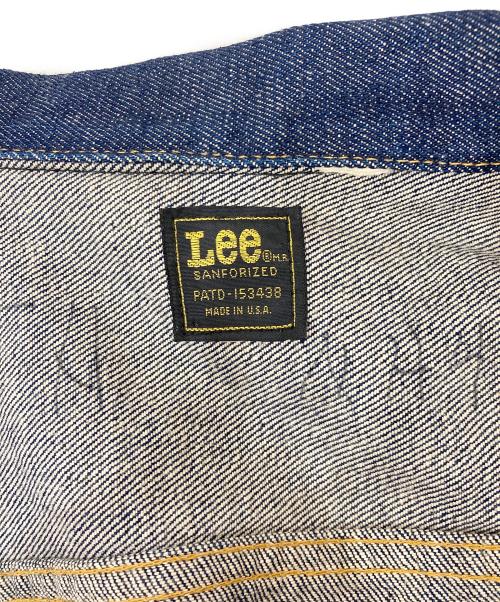 Lee ® M.R.
SANFORIZED
PATD-153438
MADE IN U.S.A.